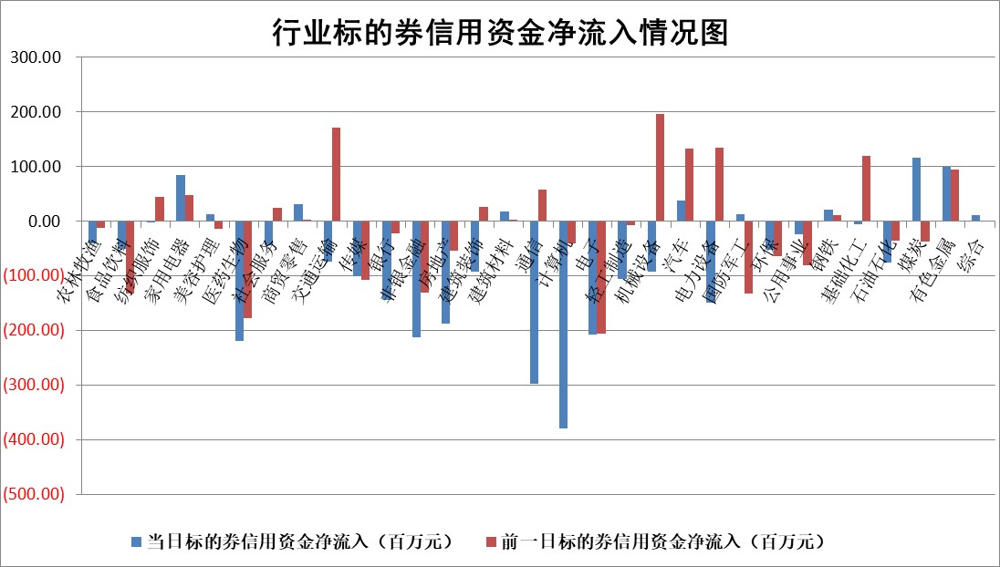 行业标的券信用资金净流入情况图
300.00
200.00
100.00
0.00
(100.00)
(200.00)
(300.00)
(400.00)
(500.00)
农林牧渔
食品饮料
纺织服饰
家用电器
美容护理
医药生物
社会服务
商贸零售
交通运输
传媒
银行
非银金融
房地产
建筑装饰
建筑材料
通信
计算机
电子
轻工制造
机械设备
汽车
电力设备
国防军工
环保
公用事业
钢铁
基础化工
石油石化
煤炭
有色金属
综合
当日标的券信用资金净流入（百万元）
前一日标的券信用资金净流入（百万元）